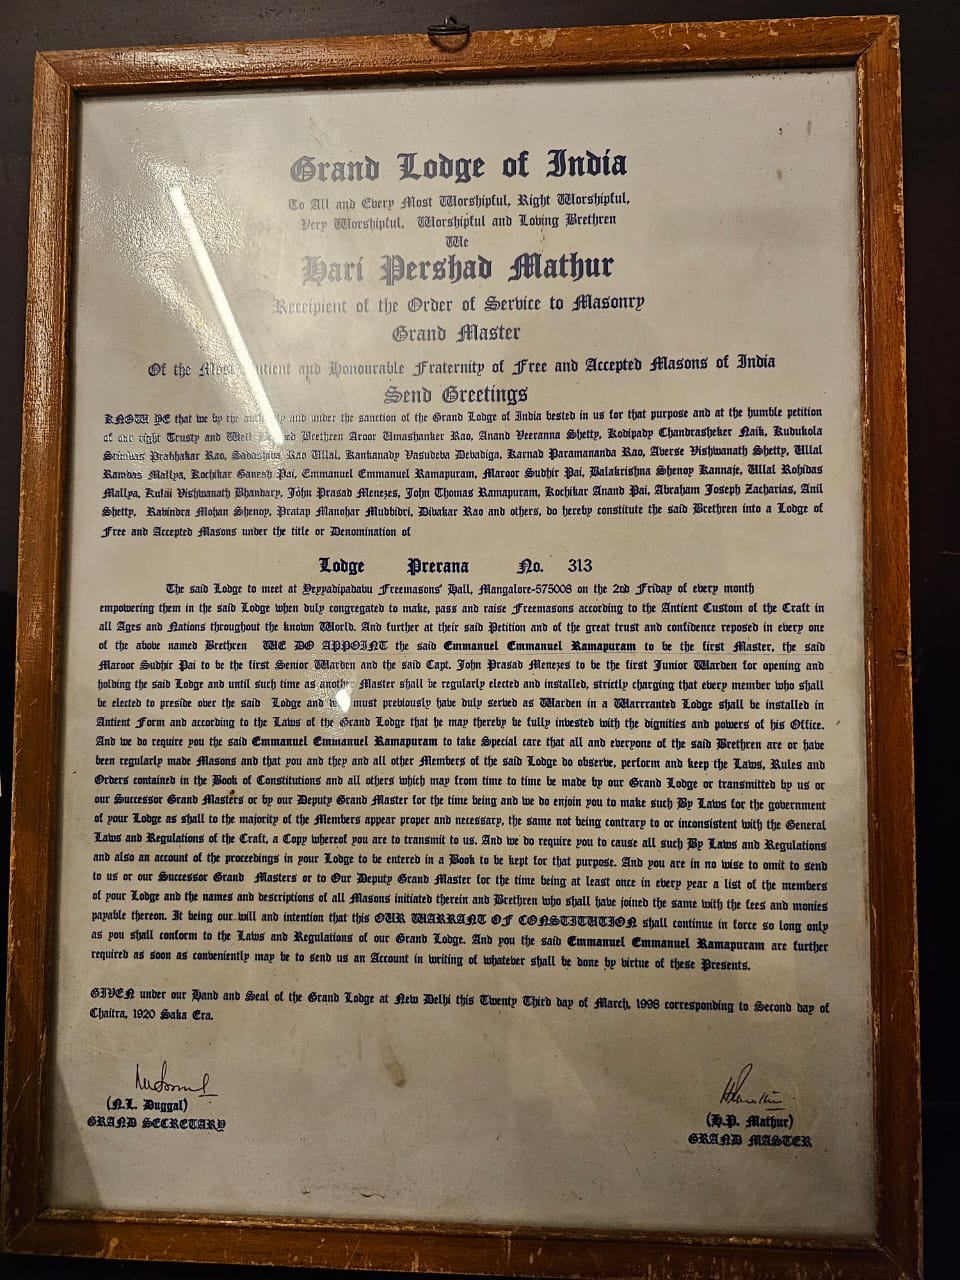 Grand Lodge of India
To All and Every Most Worshipful, Right Worshipful,
Very Worshipful, Worshipful and Loving Brethren
We
Hari Pershad Mathur
Receipient of the Order of Service to Masonry
Grand Master
Of the Most Antient and Honourable Fraternity of Free and Accepted Masons of India
Send Greetings
KNOW YE that we by the authority and under the sanction of the Grand Lodge of India vested in us for that purpose and at the humble petition
of our right Trusty and Well Beloved Brethren Aroor Umashanker Rao, Anand Veeranna Shetty, Kodipady Chandrasheker Naik, Kudukola
Srinivas Prabhakar Rao, Sadashiva Rao Ullal, Kankanady Vasudeva Devadiga, Karnad Paramananda Rao, Averse Vishwanath Shetty, Ullal
Ramdas Mallya, Kochikar Ganesh Pai, Emmanuel Emmanuel Ramapuram, Maroor Sudhir Pai, Balakrishna Shenoy Kannaje, Ullal Rohidas
Mallya, Kulai Vishwanath Bhandary, John Prasad Menezes, John Thomas Ramapuram, Kochikar Anand Pai, Abraham Joseph Zacharias, Anil
Shetty, Ravindra Mohan Shenoy, Pratap Manohar Mudbidri, Divakar Rao and others, do hereby constitute the said Brethren into a Lodge of
Free and Accepted Masons under the title or Denomination of
Lodge Prerana No. 313
The said Lodge to meet at Yeyyadipadavu Freemasons' Hall, Mangalore-575008 on the 2nd Friday of every month
empowering them in the said Lodge when duly congregated to make, pass and raise Freemasons according to the Antient Custom of the Craft in
all Ages and Nations throughout the known World. And further at their said Petition and of the great trust and confidence reposed in every one
of the above named Brethren WE DO APPOINT the said Emmanuel Emmanuel Ramapuram to be the first Master, the said
Maroor Sudhir Pai to be the first Senior Warden and the said Capt. John Prasad Menezes to be the first Junior Warden for opening and
holding the said Lodge and until such time as another Master shall be regularly elected and installed, strictly charging that every member who shall
be elected to preside over the said Lodge and who must previously have duly served as Warden in a Warrranted Lodge shall be installed in
Antient Form and according to the Laws of the Grand Lodge that he may thereby be fully invested with the dignities and powers of his Office.
And we do require you the said Emmanuel Emmanuel Ramapuram to take Special care that all and everyone of the said Brethren are or have
been regularly made Masons and that you and they and all other Members of the said Lodge do observe, perform and keep the Laws, Rules and
Orders contained in the Book of Constitutions and all others which may from time to time be made by our Grand Lodge or transmitted by us or
our Successor Grand Masters or by our Deputy Grand Master for the time being and we do enjoin you to make such By Laws for the government
of your Lodge as shall to the majority of the Members appear proper and necessary, the same not being contrary to or inconsistent with the General
Laws and Regulations of the Craft, a Copy whereof you are to transmit to us. And we do require you to cause all such By Laws and Regulations
and also an account of the proceedings in your Lodge to be entered in a Book to be kept for that purpose. And you are in no wise to omit to send
to us or our Successor Grand Masters or to Our Deputy Grand Master for the time being at least once in every year a list of the members
of your Lodge and the names and descriptions of all Masons initiated therein and Brethren who shall have joined the same with the fees and monies
payable thereon. It being our will and intention that this OUR WARRANT OF CONSTITUTION shall continue in force so long only
as you shall conform to the Laws and Regulations of our Grand Lodge. And you the said Emmanuel Emmanuel Ramapuram are further
required as soon as conveniently may be to send us an Account in writing of whatever shall be done by virtue of these Presents.
GIVEN under our Hand and Seal of the Grand Lodge at New Delhi this Twenty Third day of March, 1998 corresponding to Second day of
Chaitra, 1920 Saka Era.
(N.L. Duggal)
GRAND SECRETARY
(H.P. Mathur)
GRAND MASTER